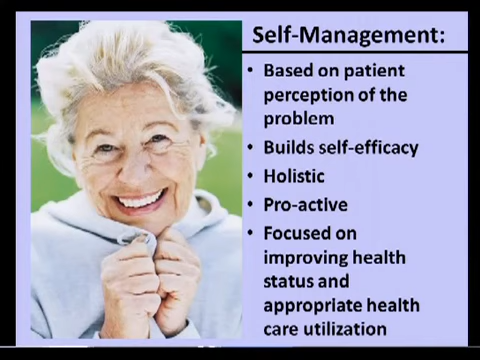 Self-Management:
• Based on patient
perception of the
problem
• Builds self-efficacy
• Holistic
• Pro-active
• Focused on
improving health
status and
appropriate health
care utilization